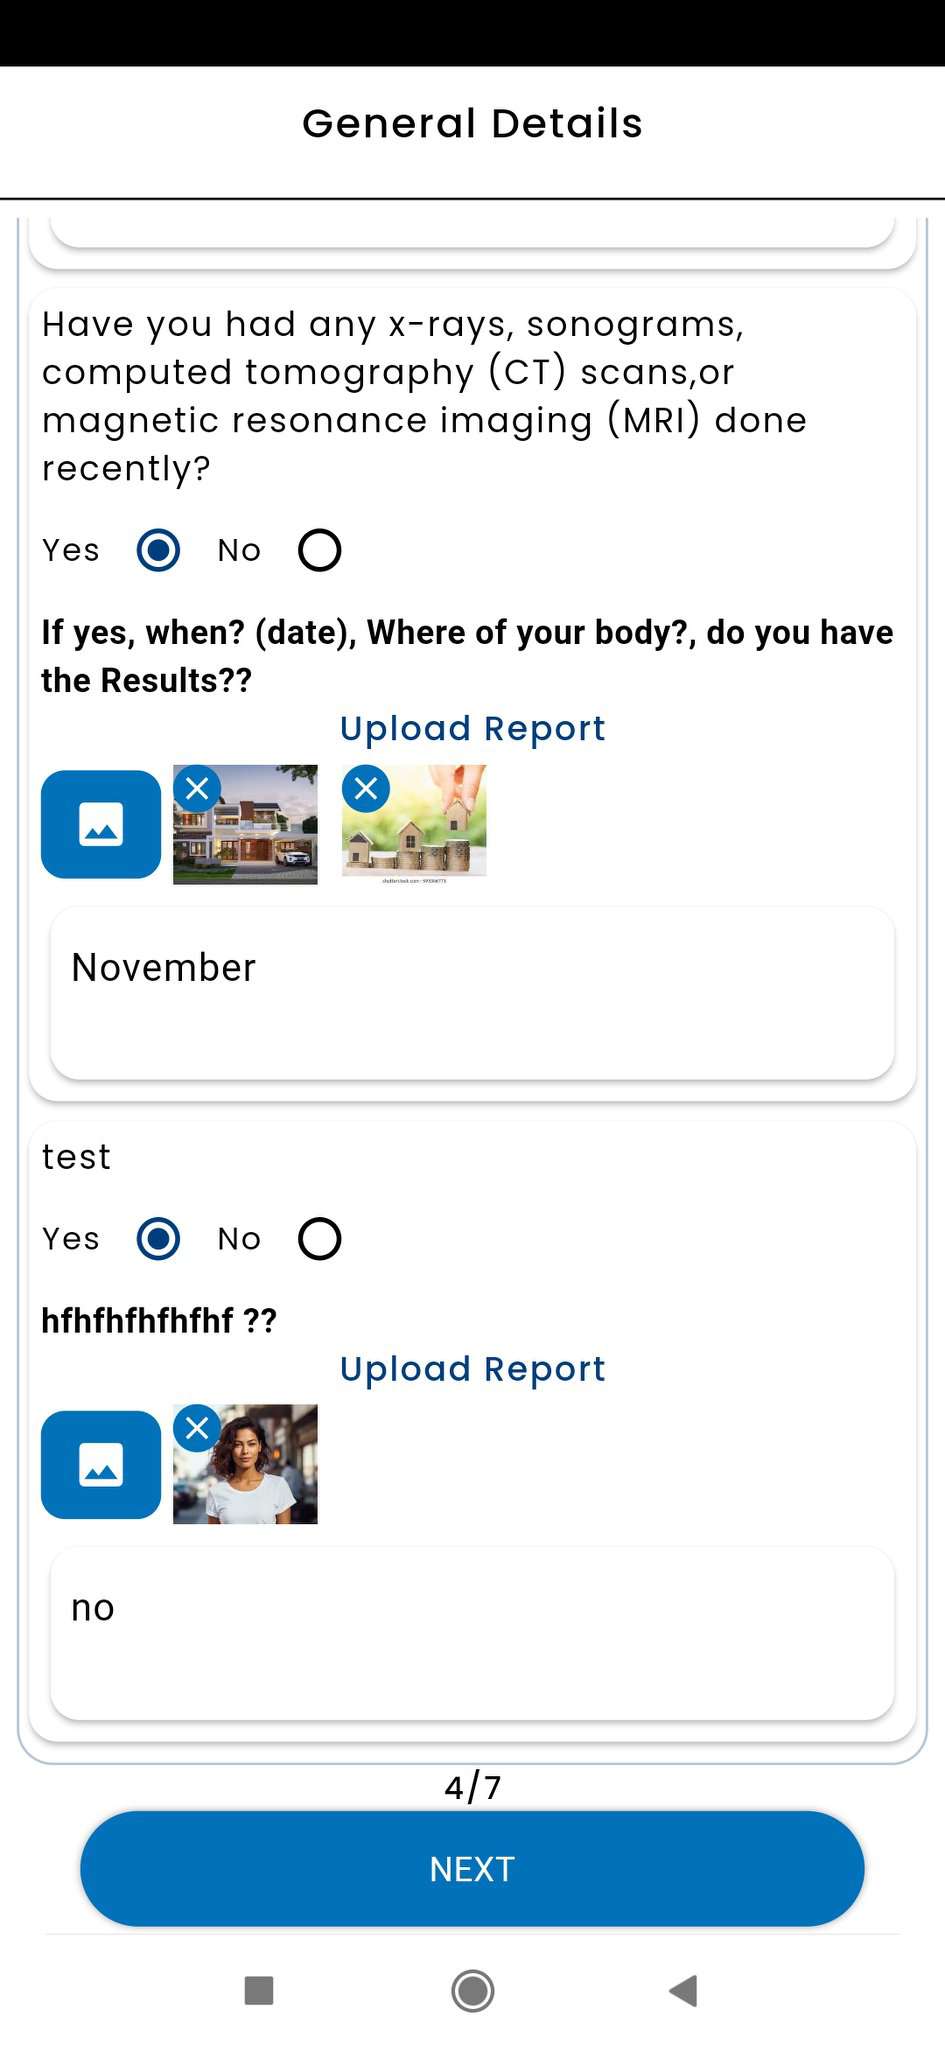 General Details
Have you had any x-rays, sonograms,
computed tomography (CT) scans,or
magnetic resonance imaging (MRI) done
recently?
Yes No
If yes, when? (date), Where of your body?, do you have
the Results??
Upload Report
November
test
Yes No
hfhfhfhfhfhf ??
Upload Report
no
4/7
NEXT